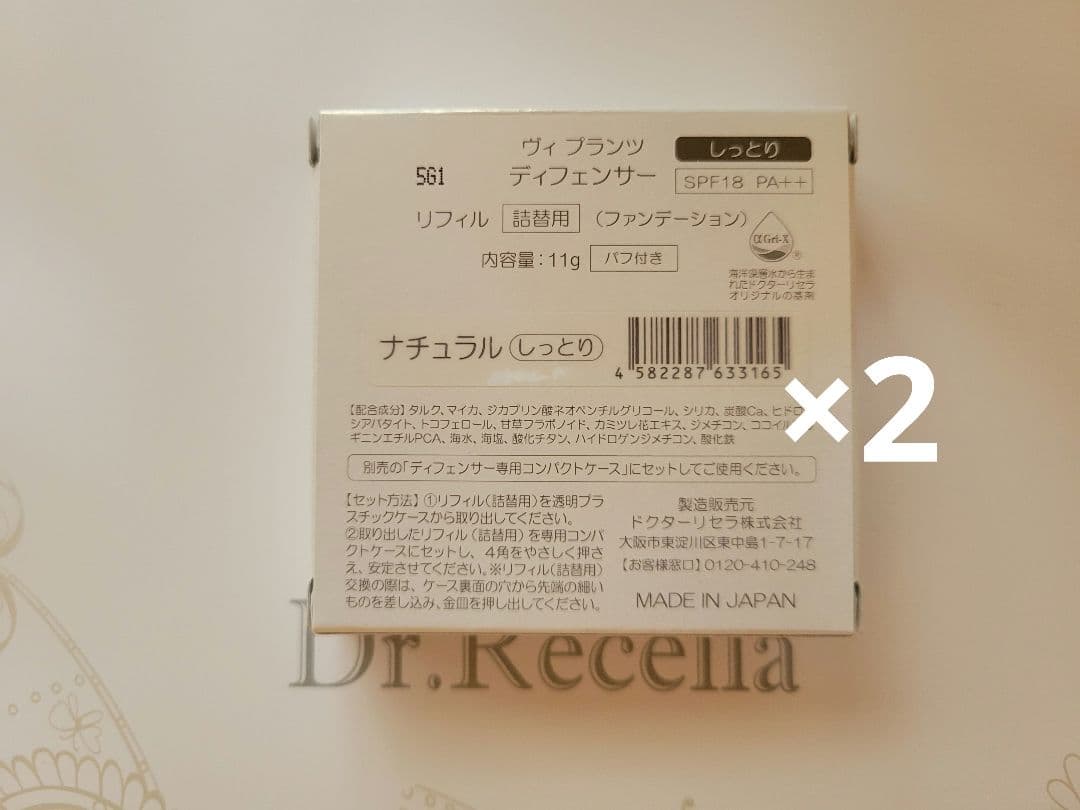 ヴィ プランツ しっとり
561 ディフェンサー SPF18 PA++
リフィル 詰替用 (ファンデーション)
αGri-X
®
内容量:11g パフ付き
海洋深層水から生ま
れたドクターリセラ
オリジナルの基剤
ナチュラル しっとり
4 582287 633165
×2
【配合成分】タルク、マイカ、ジカプリン酸ネオペンチルグリコール、シリカ、炭酸Ca、ヒドロ
シアパタイト、トコフェロール、甘草フラボノイド、カミツレ花エキス、ジメチコン、ココイル
ギニンエチルPCA、海水、海塩、酸化チタン、ハイドロゲンジメチコン、酸化鉄
別売の「ディフェンサー専用コンパクトケース」にセットしてご使用ください。
【セット方法】①リフィル(詰替用)を透明プラ
スチックケースから取り出してください。
②取り出したリフィル(詰替用)を専用コンパ
クトケースにセットし、4角をやさしく押さ
え、安定させてください。※リフィル(詰替用)
交換の際は、ケース裏面の穴から先端の細い
ものを差し込み、金皿を押し出してください。
製造販売元
ドクターリセラ株式会社
大阪市東淀川区東中島1-7-17
【お客様窓口】0120-410-248
MADE IN JAPAN
Dr.Recella